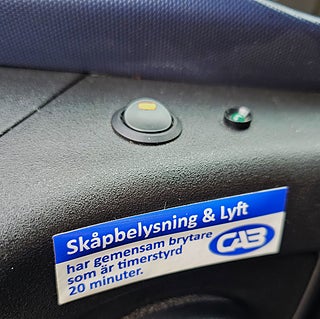 Skåpbelysning & Lyft
har gemensam brytare
som är timerstyrd
20 minuter.
CAB